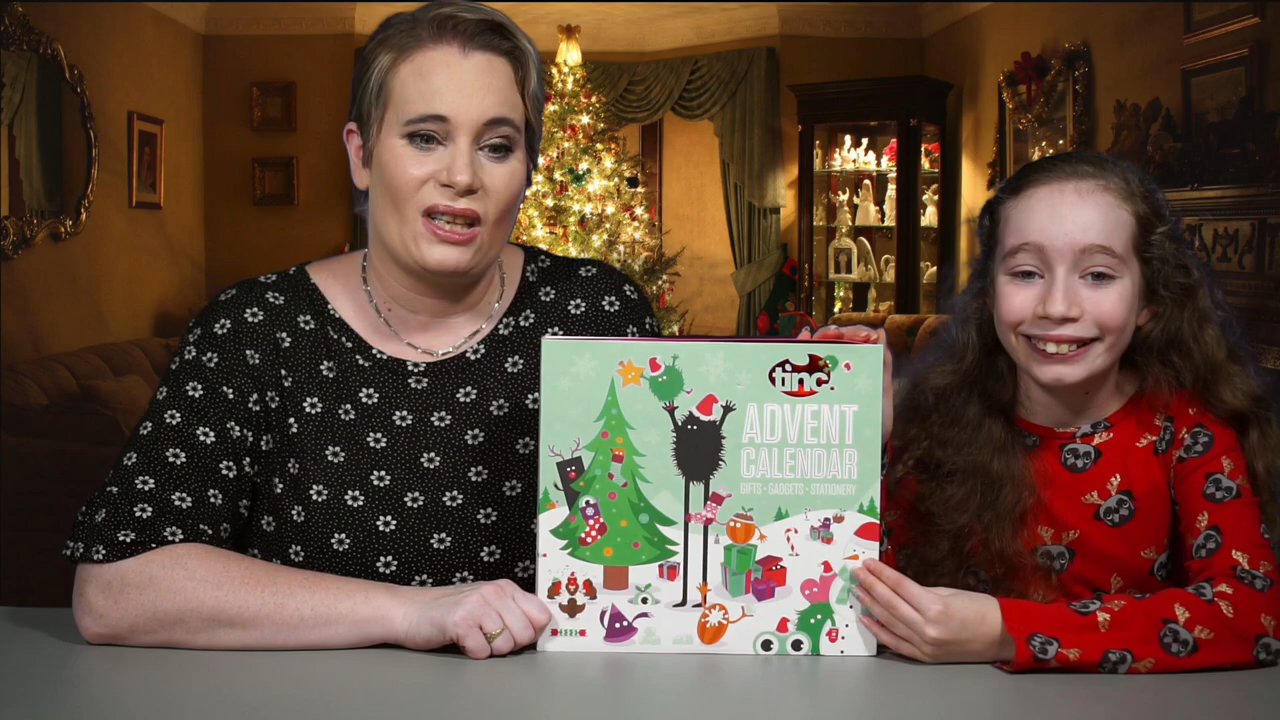 tinc
ADVENT
CALENDAR
GIFTS • GADGETS • STATIONERY